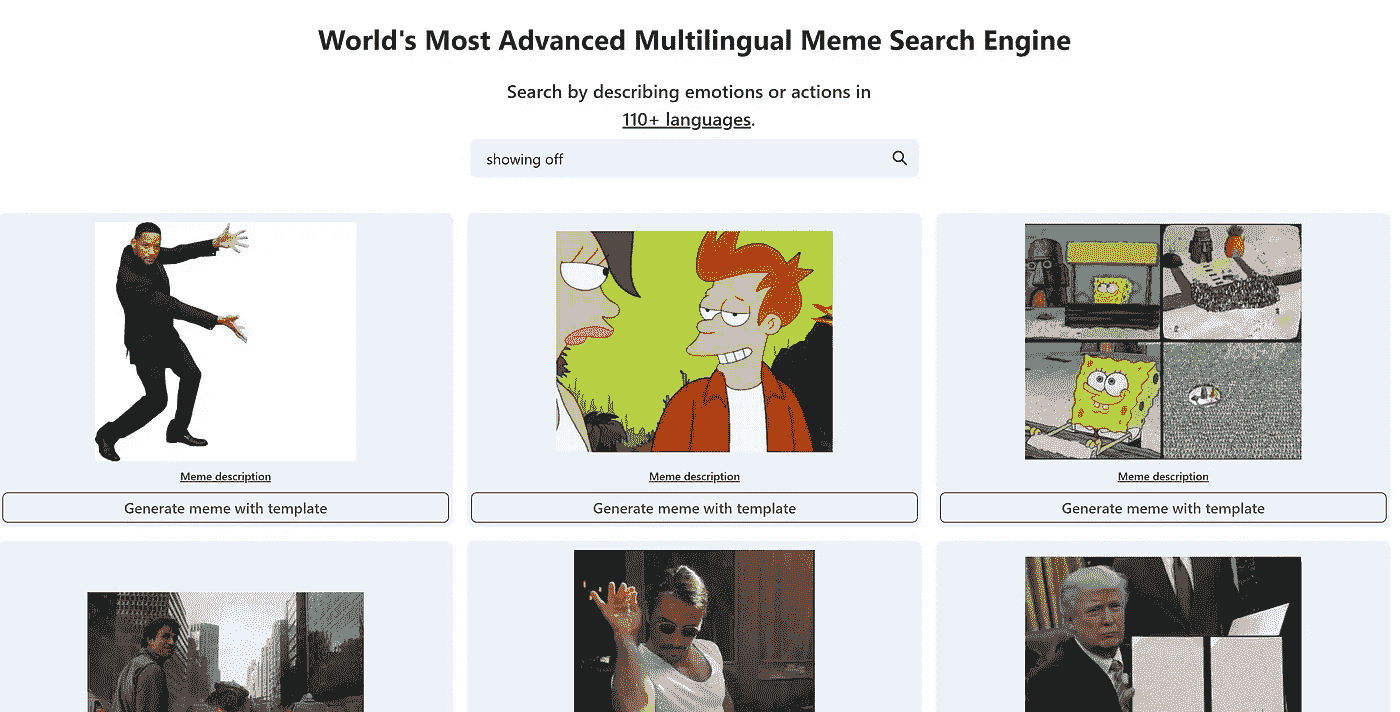 World's Most Advanced Multilingual Meme Search Engine
Search by describing emotions or actions in
110+ languages.
showing off
Meme description
Meme description
Meme description
Generate meme with template
Generate meme with template
Generate meme with template